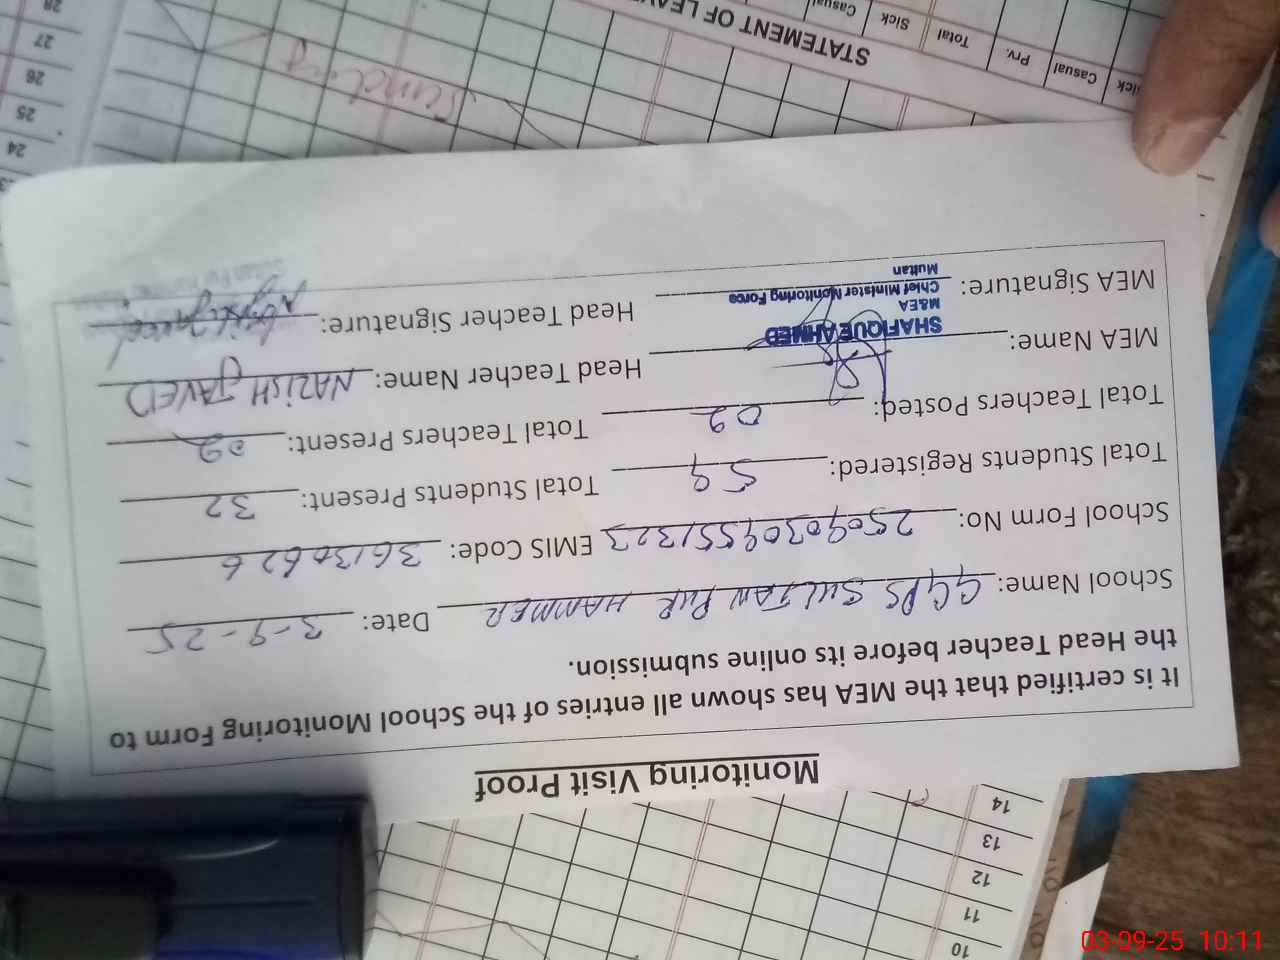 Monitoring Visit Proof
It is certified that the MEA has shown all entries of the School Monitoring Form to
the Head Teacher before its online submission.
School Name: GGPS SULTAN PUR HAMMER Date: 3-9-25
School Form No: 25090309551323 EMIS Code: 36130626
Total Students Registered: 59 Total Students Present: 32
Total Teachers Posted: 02 Total Teachers Present: 02
MEA Name: Head Teacher Name: NAZISH JAVED
SHAFIQUE AHMED
M&EA
Chief Minister Monitoring Force
Multan
MEA Signature: Head Teacher Signature:
STATEMENT OF LEAV
Sick Casual Prv. Total Sick Casual
Sunday
10
11
12
13
14
24
25
26
27
28
03-09-25 10:11